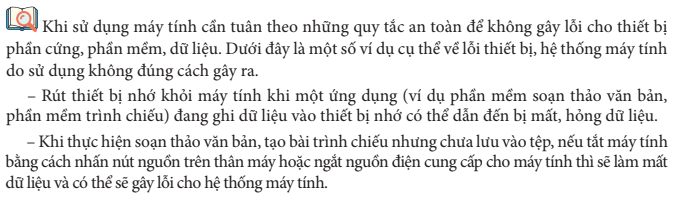 Khi sử dụng máy tính cần tuân theo những quy tắc an toàn để không gây lỗi cho thiết bị
phần cứng, phần mềm, dữ liệu. Dưới đây là một số ví dụ cụ thể về lỗi thiết bị, hệ thống máy tính
do sử dụng không đúng cách gây ra.
– Rút thiết bị nhớ khỏi máy tính khi một ứng dụng (ví dụ phần mềm soạn thảo văn bản,
phần mềm trình chiếu) đang ghi dữ liệu vào thiết bị nhớ có thể dẫn đến bị mất, hỏng dữ liệu.
– Khi thực hiện soạn thảo văn bản, tạo bài trình chiếu nhưng chưa lưu vào tệp, nếu tắt máy tính
bằng cách nhấn nút nguồn trên thân máy hoặc ngắt nguồn điện cung cấp cho máy tính thì sẽ làm mất
dữ liệu và có thể sẽ gây lỗi cho hệ thống máy tính.